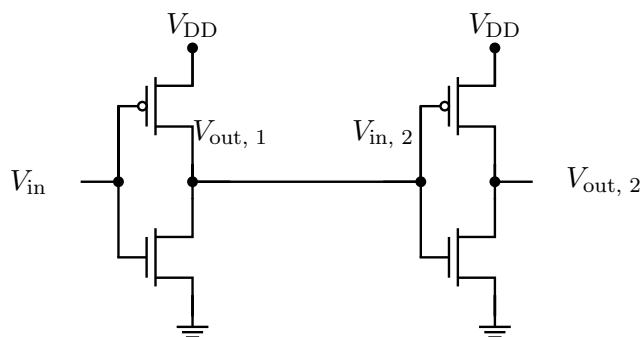 V_DD
V_DD
V_out, 1
V_in, 2
V_in
V_out, 2